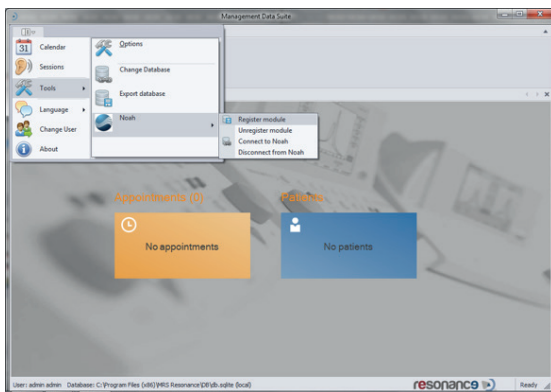 Management Data Suite
31 Calendar
Sessions
Tools
Language
Change User
About
Options
Change Database
Export database
Noah
Register module
Unregister module
Connect to Noah
Disconnect from Noah
Appointments (0)
Patients
No appointments
No patients
User: admin admin Database: C:\Program Files (x86)\MRS Resonance\DB\db.sqlite (local)
resonance
Ready